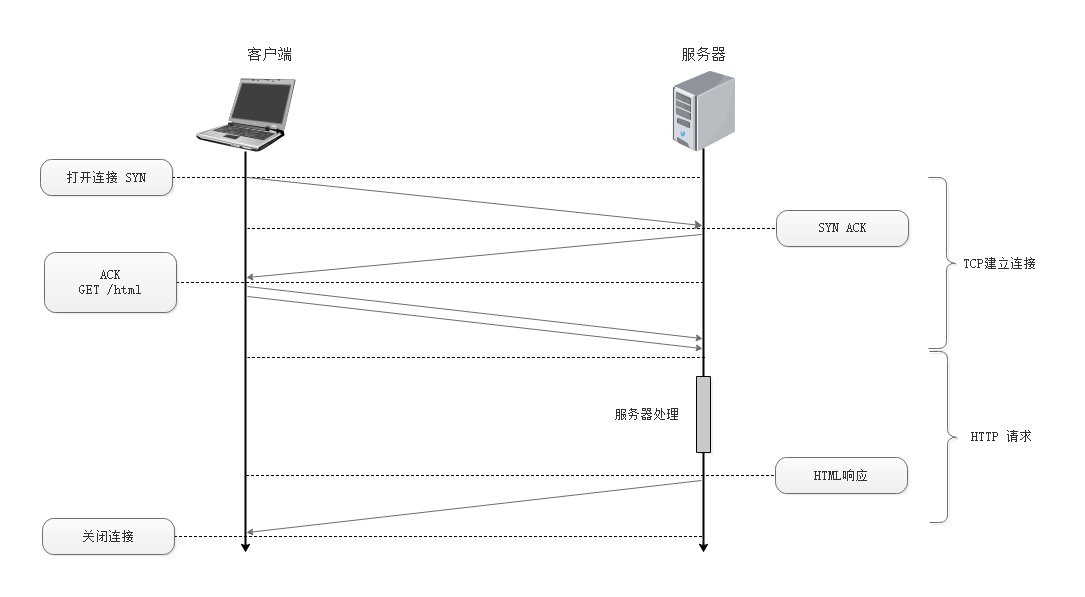 客户端
服务器
打开连接 SYN
SYN ACK
TCP建立连接
ACK
GET /html
服务器处理
HTTP 请求
HTML响应
关闭连接